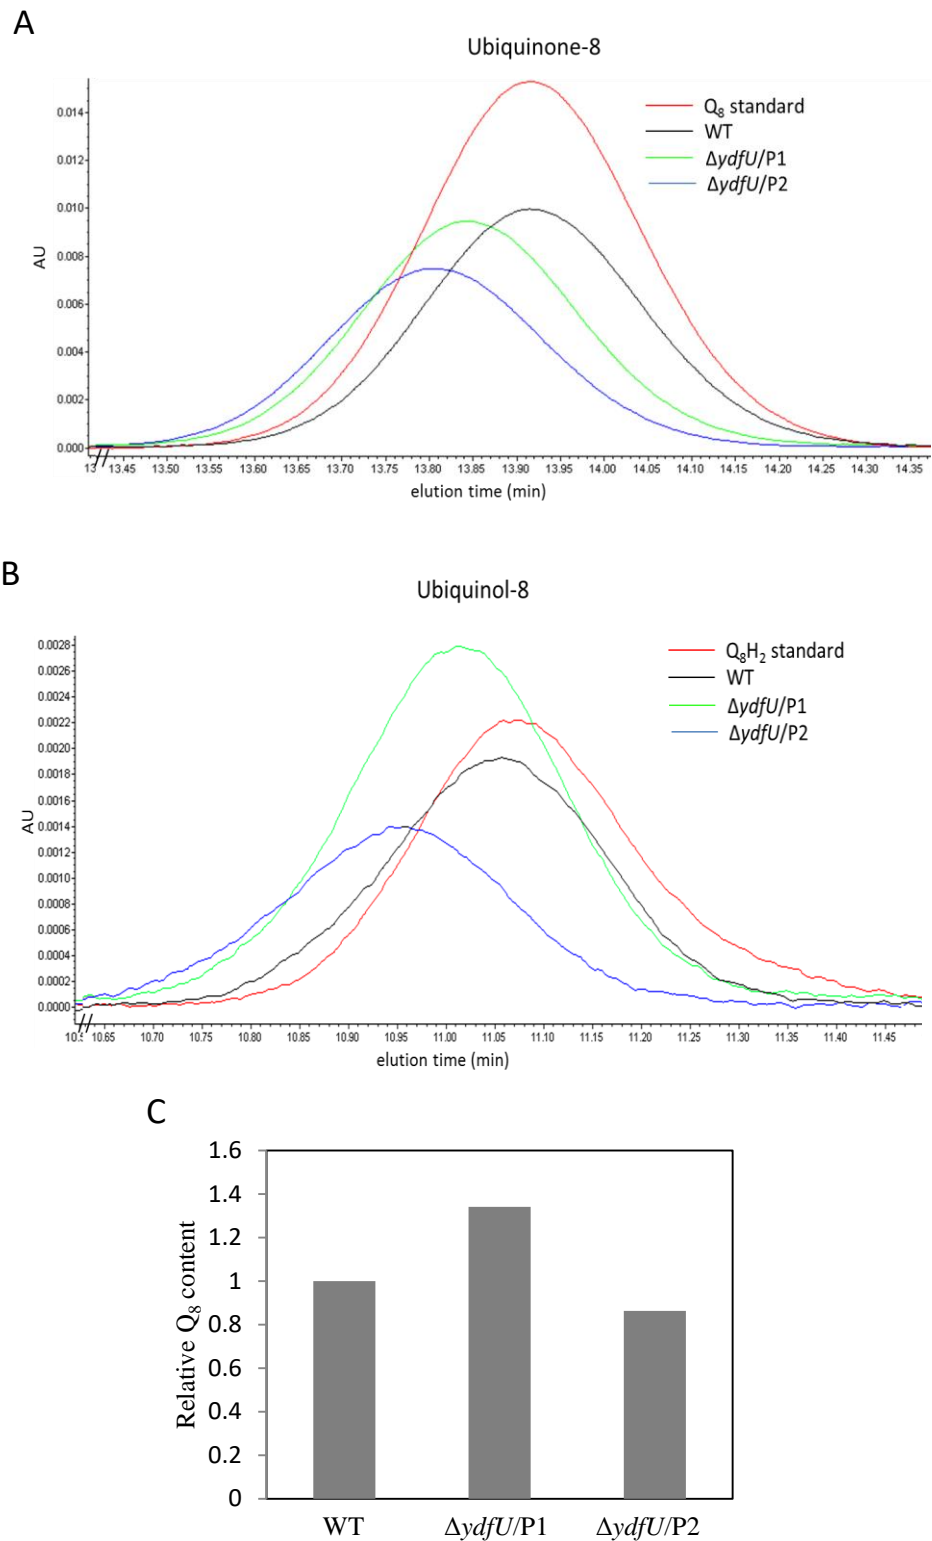 A
Ubiquinone-8
Q8 standard
WT
ΔydfU/P1
ΔydfU/P2
AU
0.014
0.012
0.010
0.008
0.006
0.004
0.002
0.000
13 13.45 13.50 13.55 13.60 13.65 13.70 13.75 13.80 13.85 13.90 13.95 14.00 14.05 14.10 14.15 14.20 14.25 14.30 14.35
elution time (min)
B
Ubiquinol-8
Q8H2 standard
WT
ΔydfU/P1
ΔydfU/P2
AU
0.0028
0.0026
0.0024
0.0022
0.0020
0.0018
0.0016
0.0014
0.0012
0.0010
0.0008
0.0006
0.0004
0.0002
0.0000
10.65 10.70 10.75 10.80 10.85 10.90 10.95 11.00 11.05 11.10 11.15 11.20 11.25 11.30 11.35 11.40 11.45
elution time (min)
C
Relative Q8 content
1.6
1.4
1.2
1
0.8
0.6
0.4
0.2
0
WT ΔydfU/P1 ΔydfU/P2